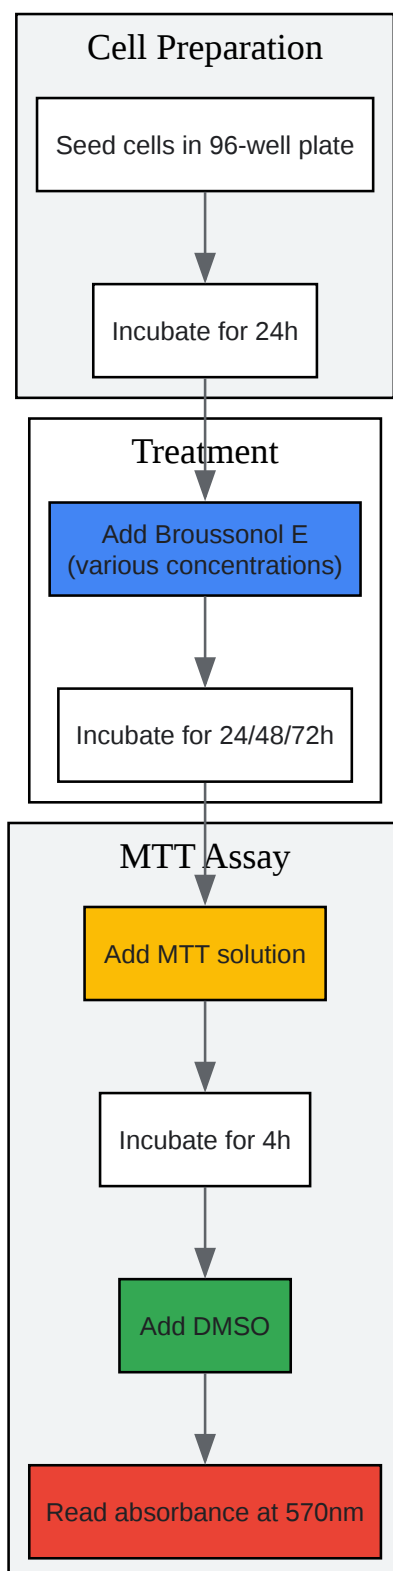 Cell Preparation
Seed cells in 96-well plate
Incubate for 24h
Treatment
Add Broussonol E
(various concentrations)
Incubate for 24/48/72h
MTT Assay
Add MTT solution
Incubate for 4h
Add DMSO
Read absorbance at 570nm